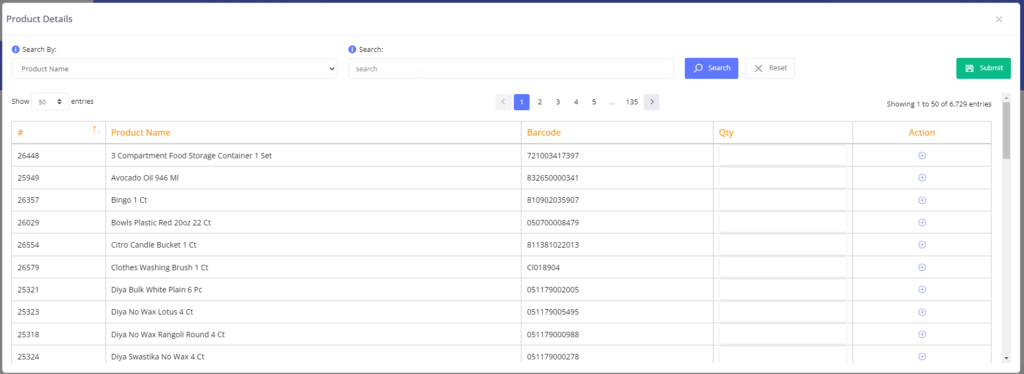 Product Details
Search By:
Search:
Product Name
search
Search
Reset
Submit
Show 50 entries
1 2 3 4 5 ... 135
Showing 1 to 50 of 6,729 entries
# Product Name Barcode Qty Action
26448 3 Compartment Food Storage Container 1 Set 721003417397
25949 Avocado Oil 946 Ml 832650000341
26357 Bingo 1 Ct 810902035907
26029 Bowls Plastic Red 20oz 22 Ct 050700008479
26554 Citro Candle Bucket 1 Ct 811381022013
26579 Clothes Washing Brush 1 Ct CI018904
25321 Diya Bulk White Plain 6 Pc 051179002005
25323 Diya No Wax Lotus 4 Ct 051179005495
25318 Diya No Wax Rangoli Round 4 Ct 051179000988
25324 Diya Swastika No Wax 4 Ct 051179000278